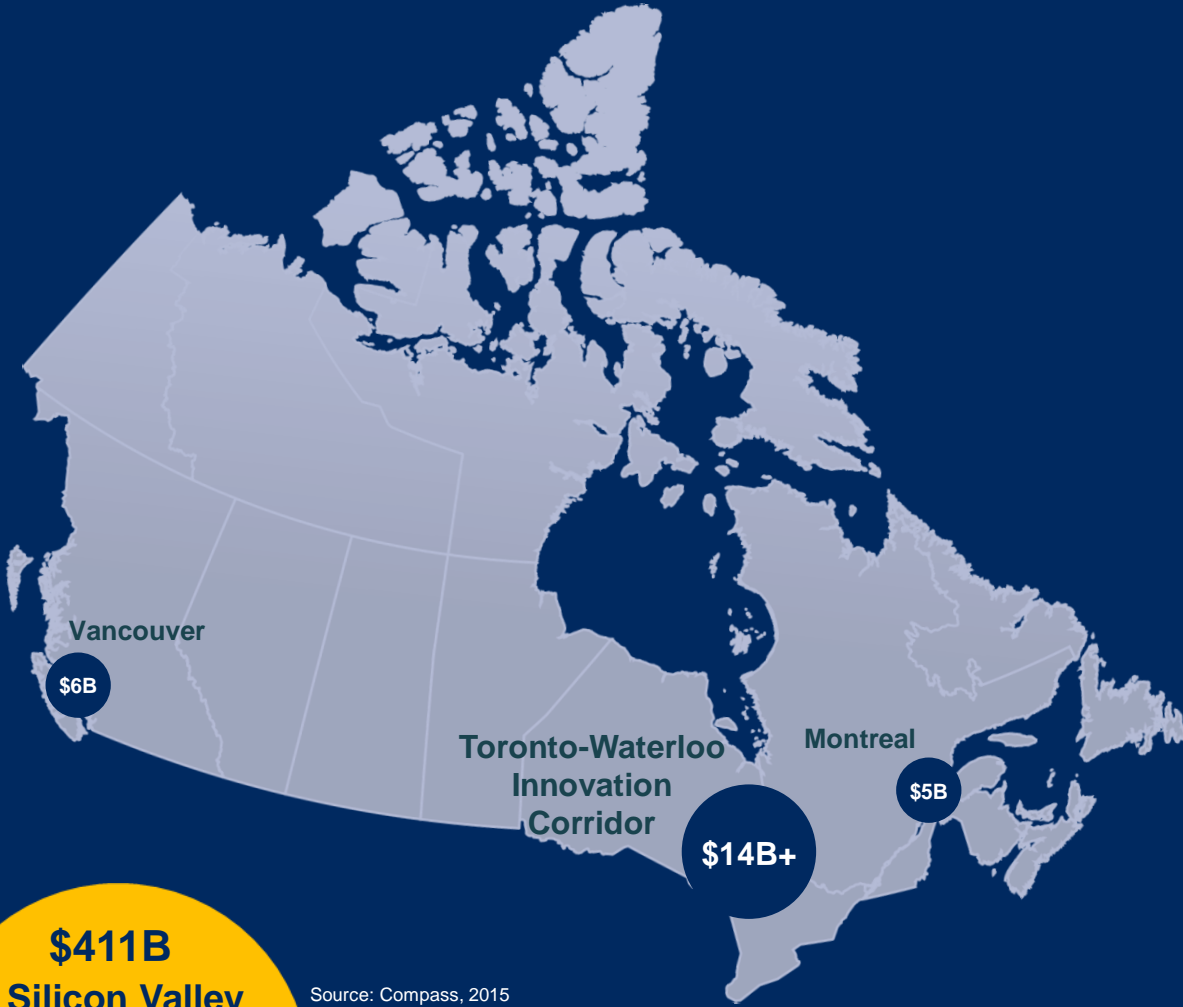 Vancouver
$6B
Toronto-Waterloo
Innovation
Corridor
$14B+
Montreal
$5B
$411B
Silicon Valley
Source: Compass, 2015